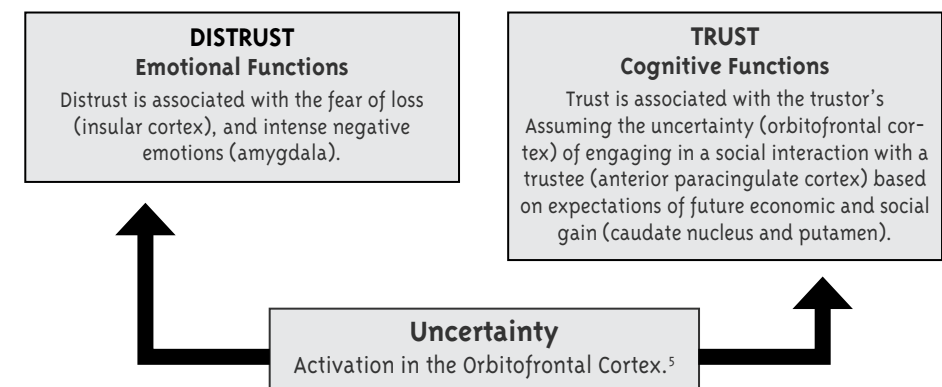 DISTRUST
Emotional Functions
Distrust is associated with the fear of loss
(insular cortex), and intense negative
emotions (amygdala).
TRUST
Cognitive Functions
Trust is associated with the trustor's
Assuming the uncertainty (orbitofrontal cor-
tex) of engaging in a social interaction with a
trustee (anterior paracingulate cortex) based
on expectations of future economic and social
gain (caudate nucleus and putamen).
Uncertainty
Activation in the Orbitofrontal Cortex.⁵